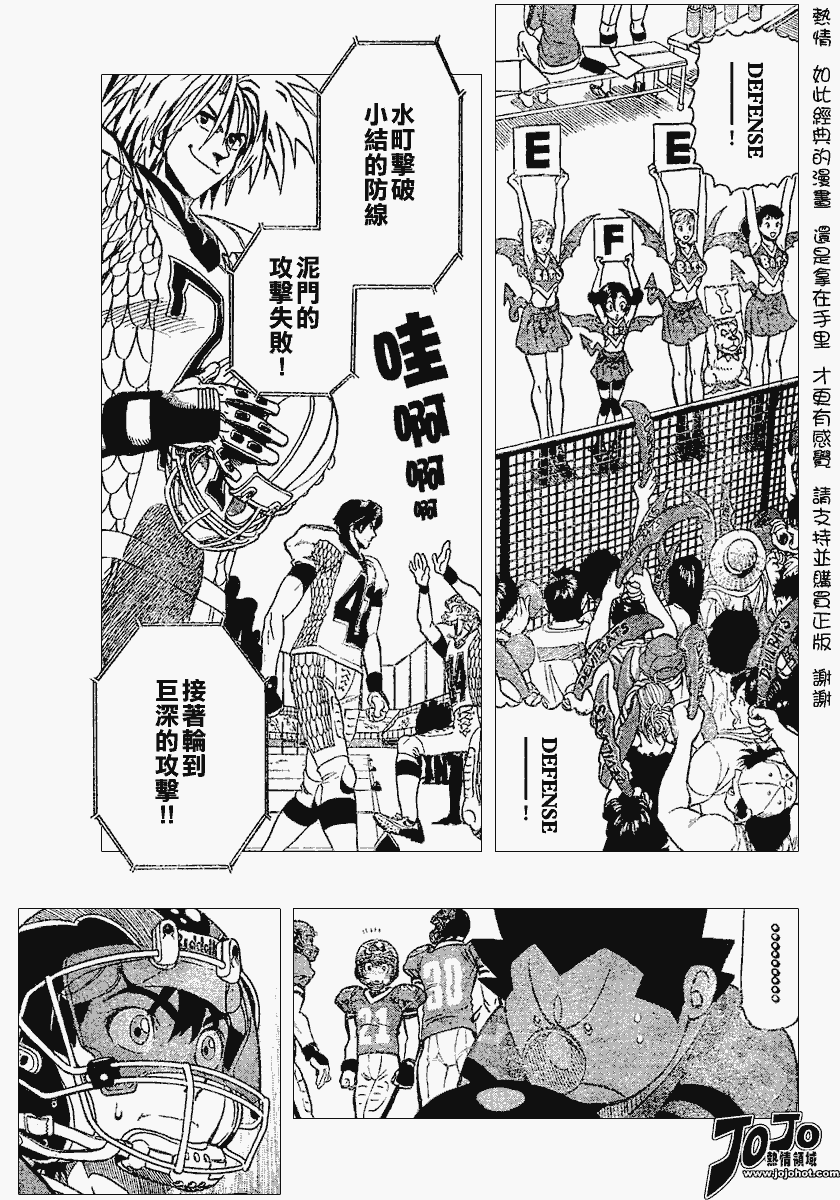 熱情 如此經典的漫畫 還是拿在手里 才更有感覺 請支持並購買正版 謝謝
DEFENSE——!
E
F
E
DEFENSE——!
水町擊破
小結的防線
泥門的
攻擊失敗！
哇啊啊啊
接著輪到
巨深的攻擊!!
DEVILBATS
21
30
Riddell
JOJO
熱情領域
www.jojohot.com